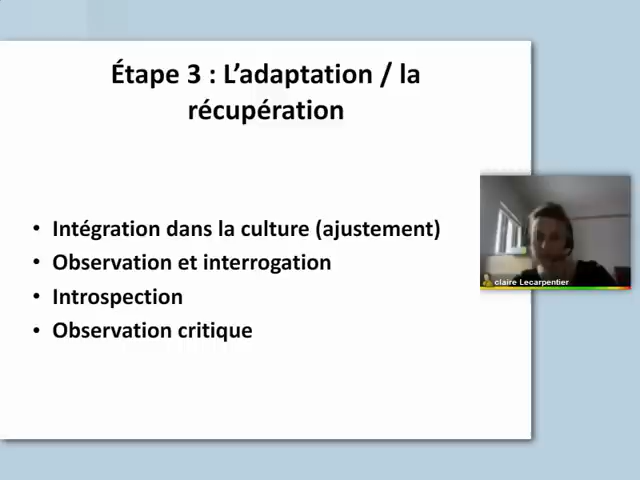 Étape 3 : L’adaptation / la
récupération
• Intégration dans la culture (ajustement)
• Observation et interrogation
• Introspection
• Observation critique
claire Lecarpentier